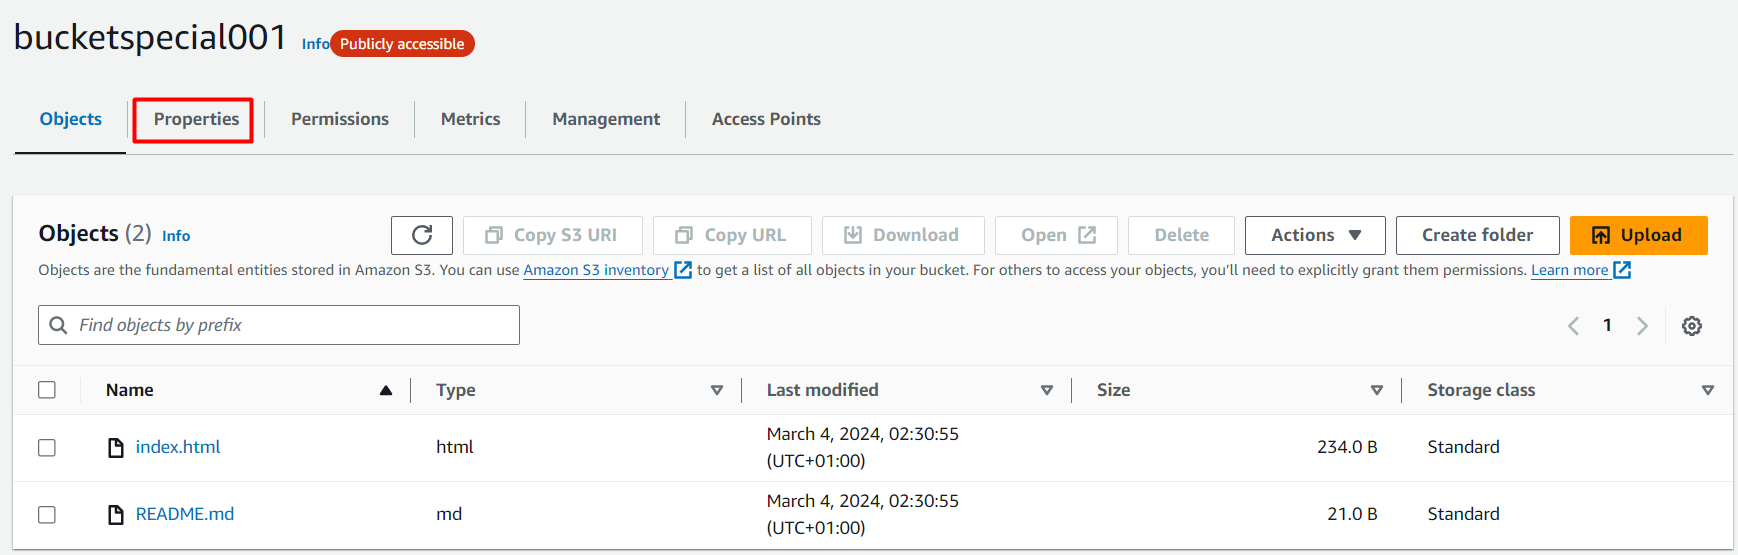 bucketspecial001 Info Publicly accessible
Objects Properties Permissions Metrics Management Access Points
Objects (2) Info Copy S3 URI Copy URL Download Open Delete Actions Create folder Upload
Objects are the fundamental entities stored in Amazon S3. You can use Amazon S3 inventory to get a list of all objects in your bucket. For others to access your objects, you'll need to explicitly grant them permissions. Learn more
Find objects by prefix 1
Name Type Last modified Size Storage class
index.html html March 4, 2024, 02:30:55 234.0 B Standard
(UTC+01:00)
README.md md March 4, 2024, 02:30:55 21.0 B Standard
(UTC+01:00)